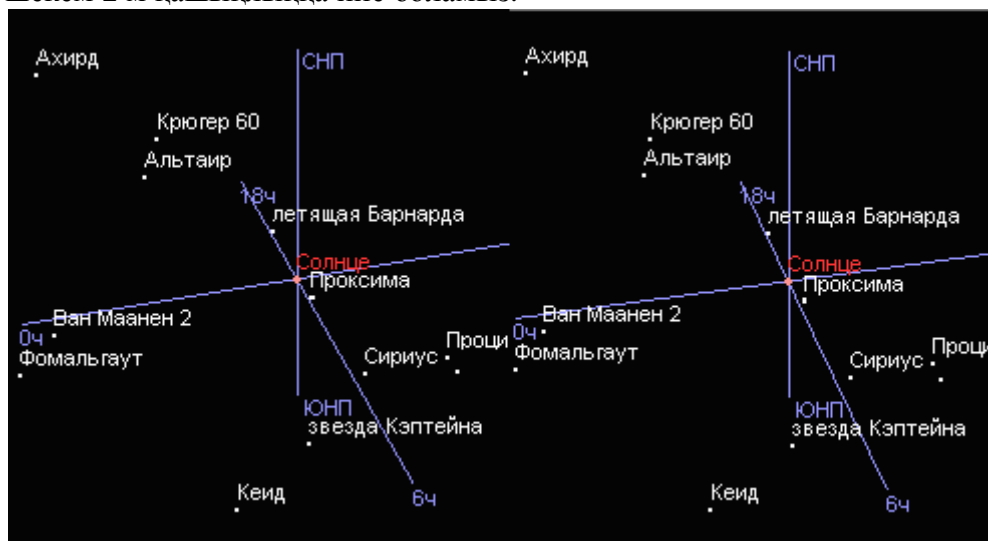 Ахирд
СНП
Крюгер 60
Альтаир
18ч
летящая Барнарда
Солнце
Проксима
Ван Маанен 2
0ч
Фомальгаут
Проци
Сириус
ЮНП
звезда Кэптейна
Кеид
6ч
Ахирд
СНП
Крюгер 60
Альтаир
18ч
летящая Барнарда
Солнце
Проксима
Ван Маанен 2
0ч
Фомальгаут
Проци
Сириус
ЮНП
звезда Кэптейна
Кеид
6ч